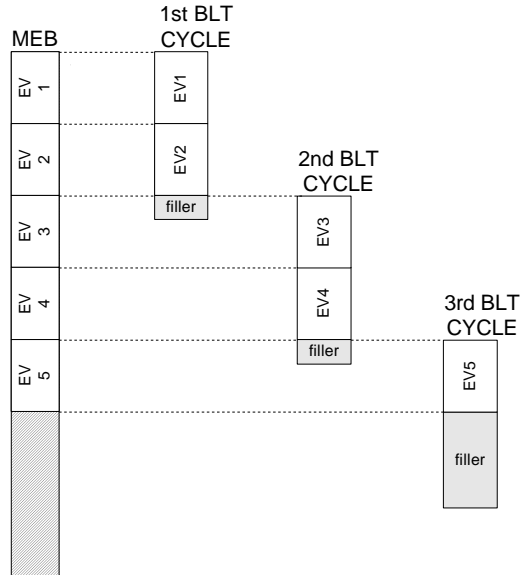 1st BLT
CYCLE
MEB
EV
1
EV1
EV
2
EV2
filler
2nd BLT
CYCLE
EV
3
EV3
EV
4
EV4
filler
3rd BLT
CYCLE
EV
5
EV5
filler